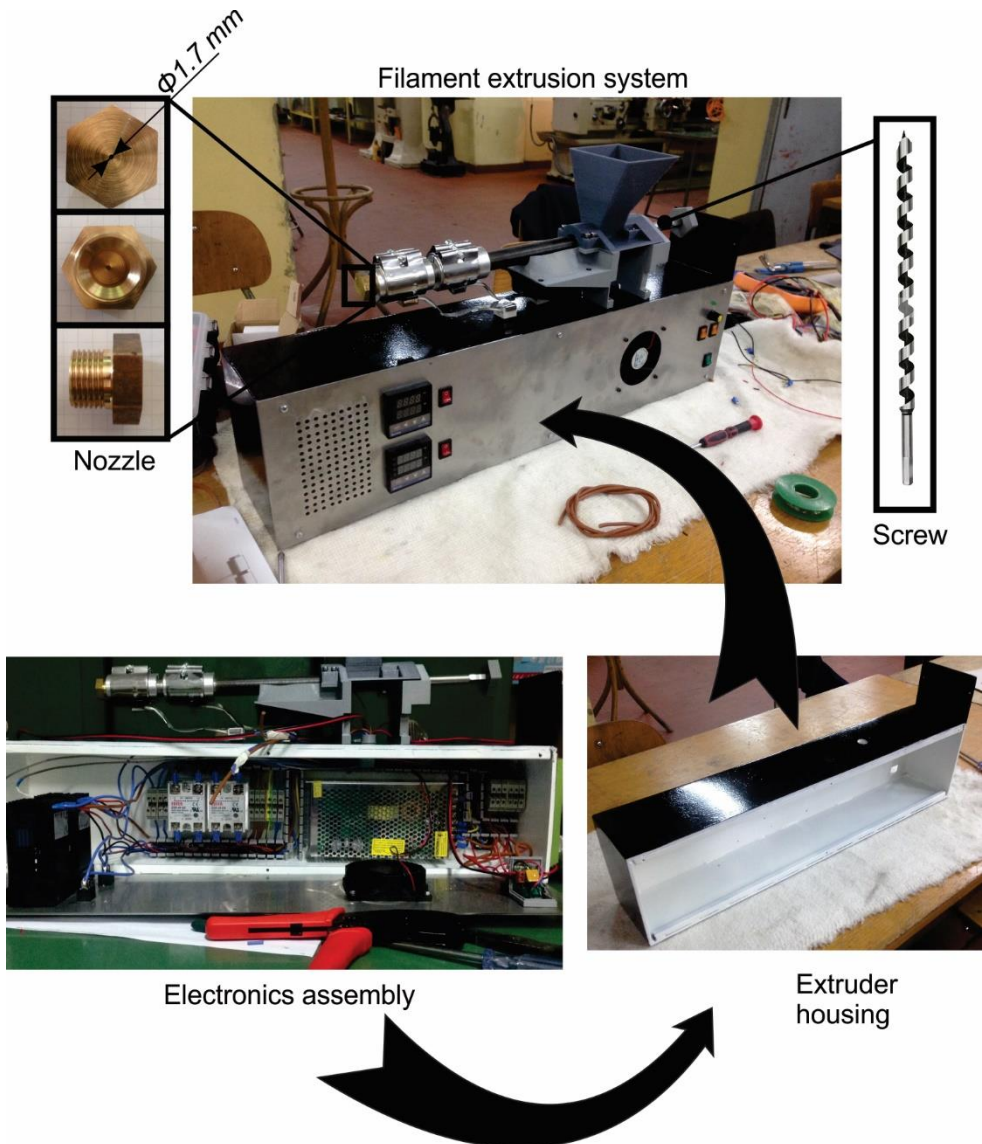 Φ1.7 mm
Filament extrusion system
Nozzle
Screw
Electronics assembly
Extruder
housing